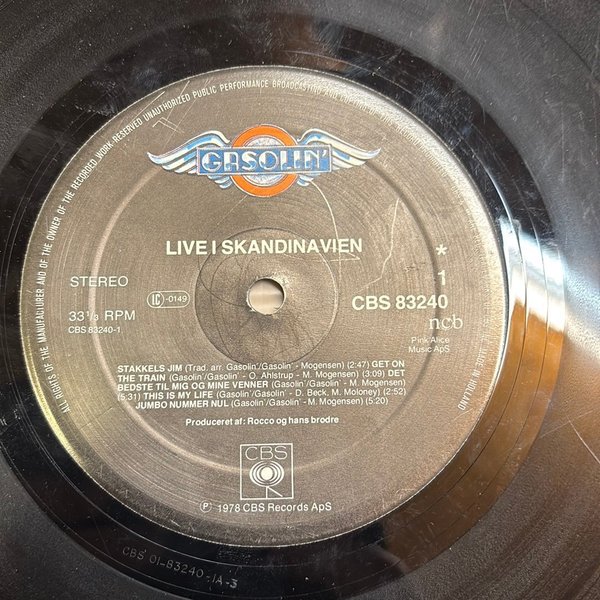 ALL RIGHTS OF THE MANUFACTURER AND OF THE OWNER OF THE RECORDED WORK RESERVED UNAUTHORIZED PUBLIC PERFORMANCE BROADCASTING AND
MADE IN HOLLAND
GASOLIN'
LIVE I SKANDINAVIEN
STEREO
33⅓ RPM
CBS 83240-1
*
1
CBS 83240
ncb
Pink Alice
Music ApS
STAKKELS JIM (Trad. arr. Gasolin'/Gasolin' - Mogensen) (2:47) GET ON
THE TRAIN (Gasolin'/Gasolin' - O. Ahlstrup - M. Mogensen) (3:09) DET
BEDSTE TIL MIG OG MINE VENNER (Gasolin'/Gasolin' - M. Mogensen)
(5:31) THIS IS MY LIFE (Gasolin'/Gasolin' - D. Beck, M. Moloney) (2:52)
JUMBO NUMMER NUL (Gasolin'/Gasolin' - M. Mogensen) (5:20)
Produceret af: Rocco og hans brødre
CBS
℗ 1978 CBS Records ApS
IC -0149
CBS 01-83240-1A-3